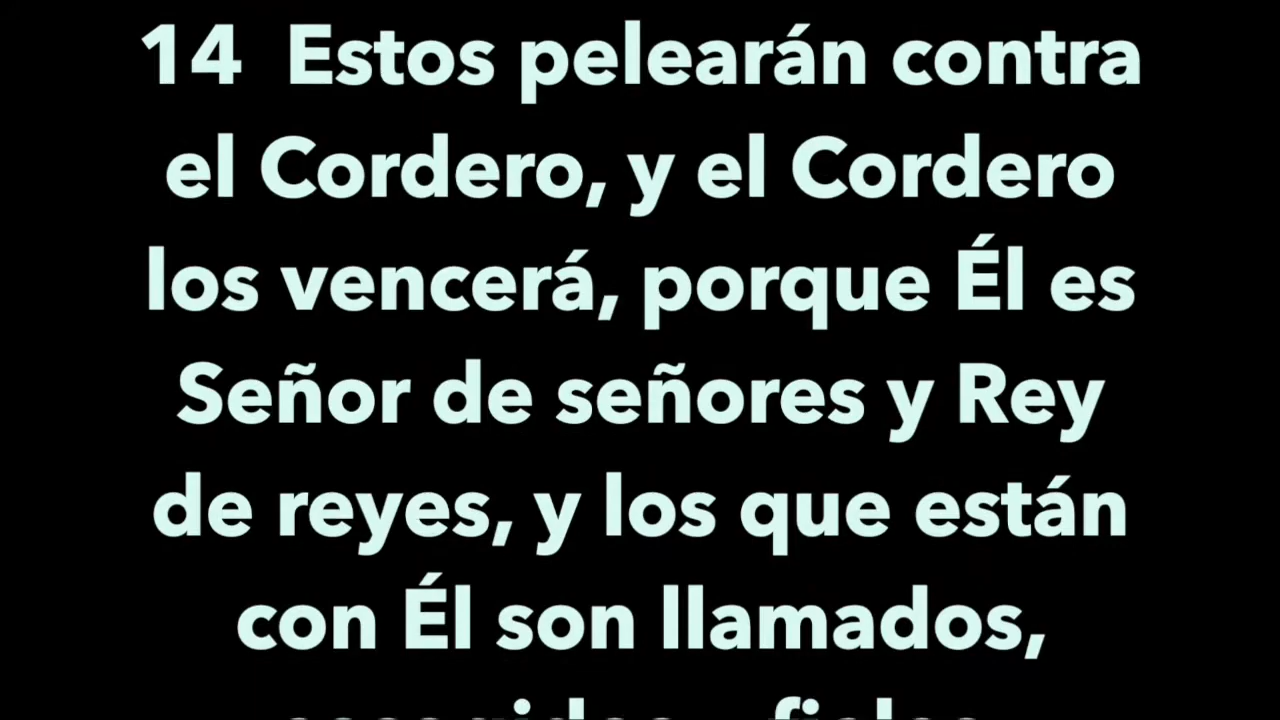 14 Estos pelearán contra
el Cordero, y el Cordero
los vencerá, porque Él es
Señor de señores y Rey
de reyes, y los que están
con Él son llamados,